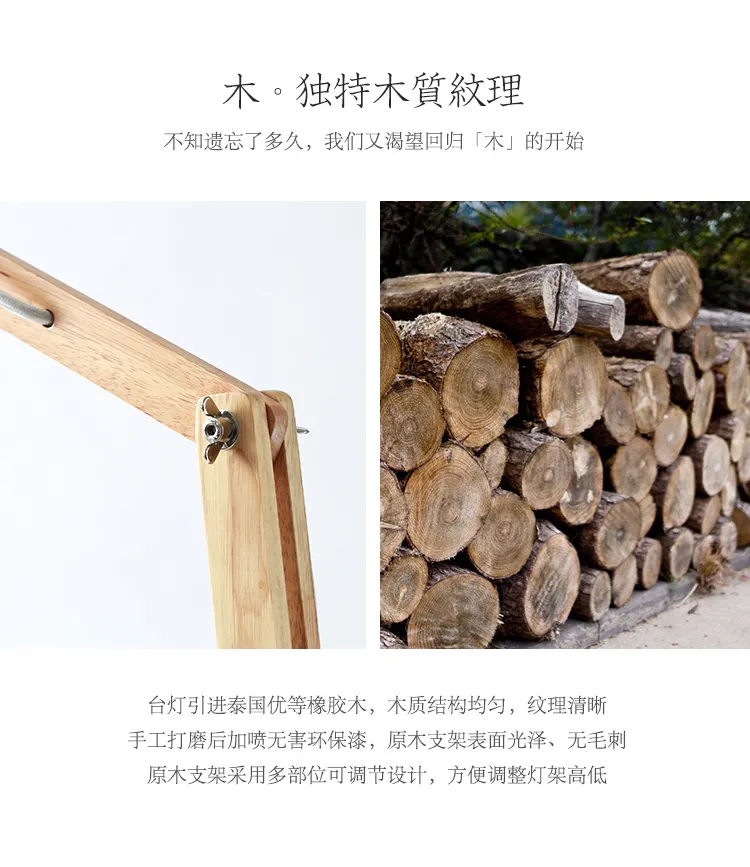 木。独特木質紋理
不知遗忘了多久，我们又渴望回归「木」的开始
台灯引进泰国优等橡胶木，木质结构均匀，纹理清晰
手工打磨后加喷无害环保漆，原木支架表面光泽、无毛刺
原木支架采用多部位可调节设计，方便调整灯架高低